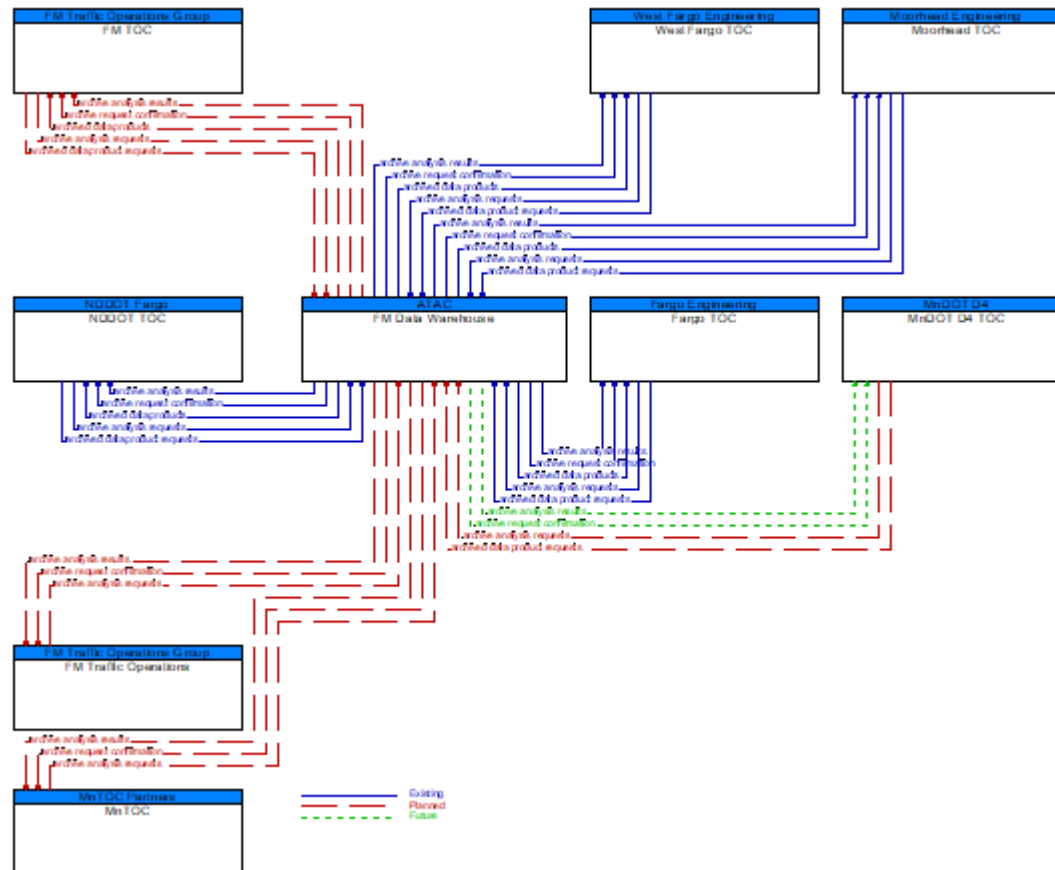 FM Traffic Operations Group
FM TOC
West Fargo Engineering
West Fargo TOC
Moorhead Engineering
Moorhead TOC
archive analysis results
archive request confirmation
archived data products
archive analysis requests
archived data product requests
archive analysis results
archive request confirmation
archived data products
archive analysis requests
archived data product requests
archive analysis results
archive request confirmation
archived data products
archive analysis requests
archived data product requests
NDDOT Fargo
NDDOT TOC
ATAC
FM Data Warehouse
Fargo Engineering
Fargo TOC
MnDOT D4
MnDOT D4 TOC
archive analysis results
archive request confirmation
archived data products
archive analysis requests
archived data product requests
archive analysis results
archive request confirmation
archived data products
archive analysis requests
archived data product requests
archive analysis results
archive request confirmation
archive analysis requests
archived data product requests
archive analysis results
archive request confirmation
archive analysis requests
FM Traffic Operations Group
FM Traffic Operations
archive analysis results
archive request confirmation
archive analysis requests
MnTOC Partners
MnTOC
Existing
Planned
Future